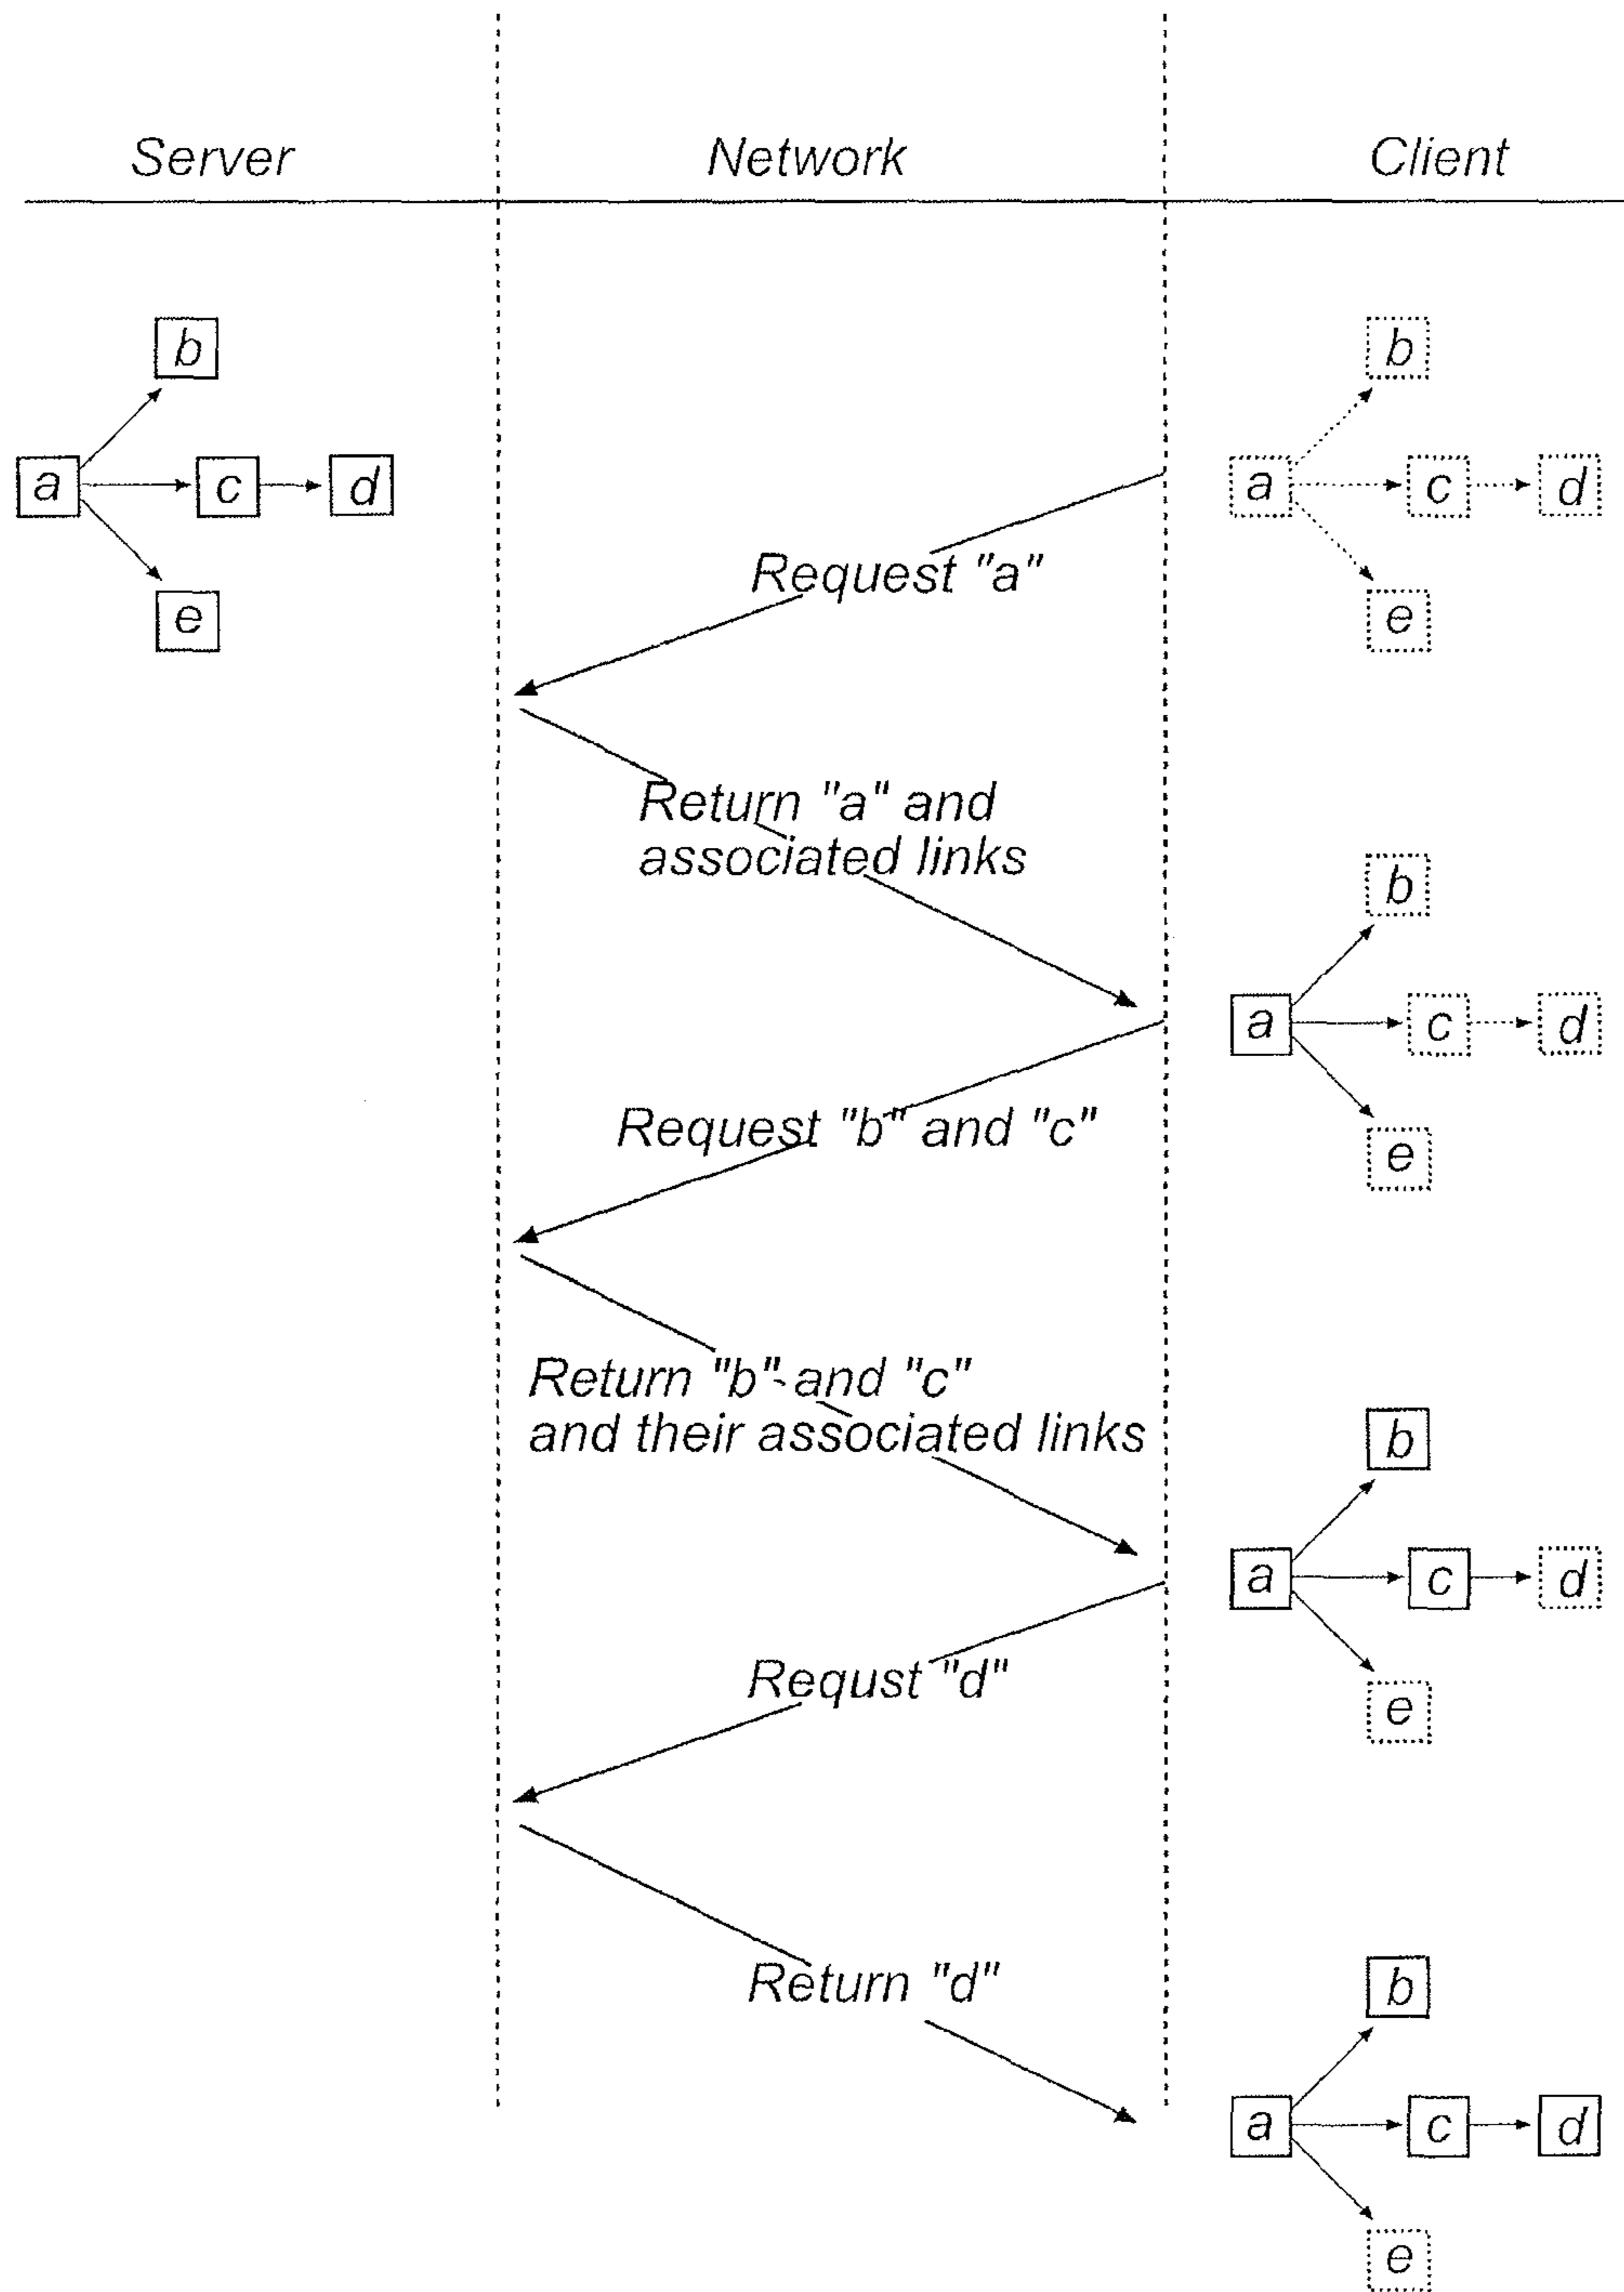 Server Network Client
b
a c d
e
b
a c d
e
Request "a"
Return "a" and
associated links
b
a c d
e
Request "b" and "c"
Return "b" and "c"
and their associated links
b
a c d
e
Requst "d"
Return "d"
b
a c d
e